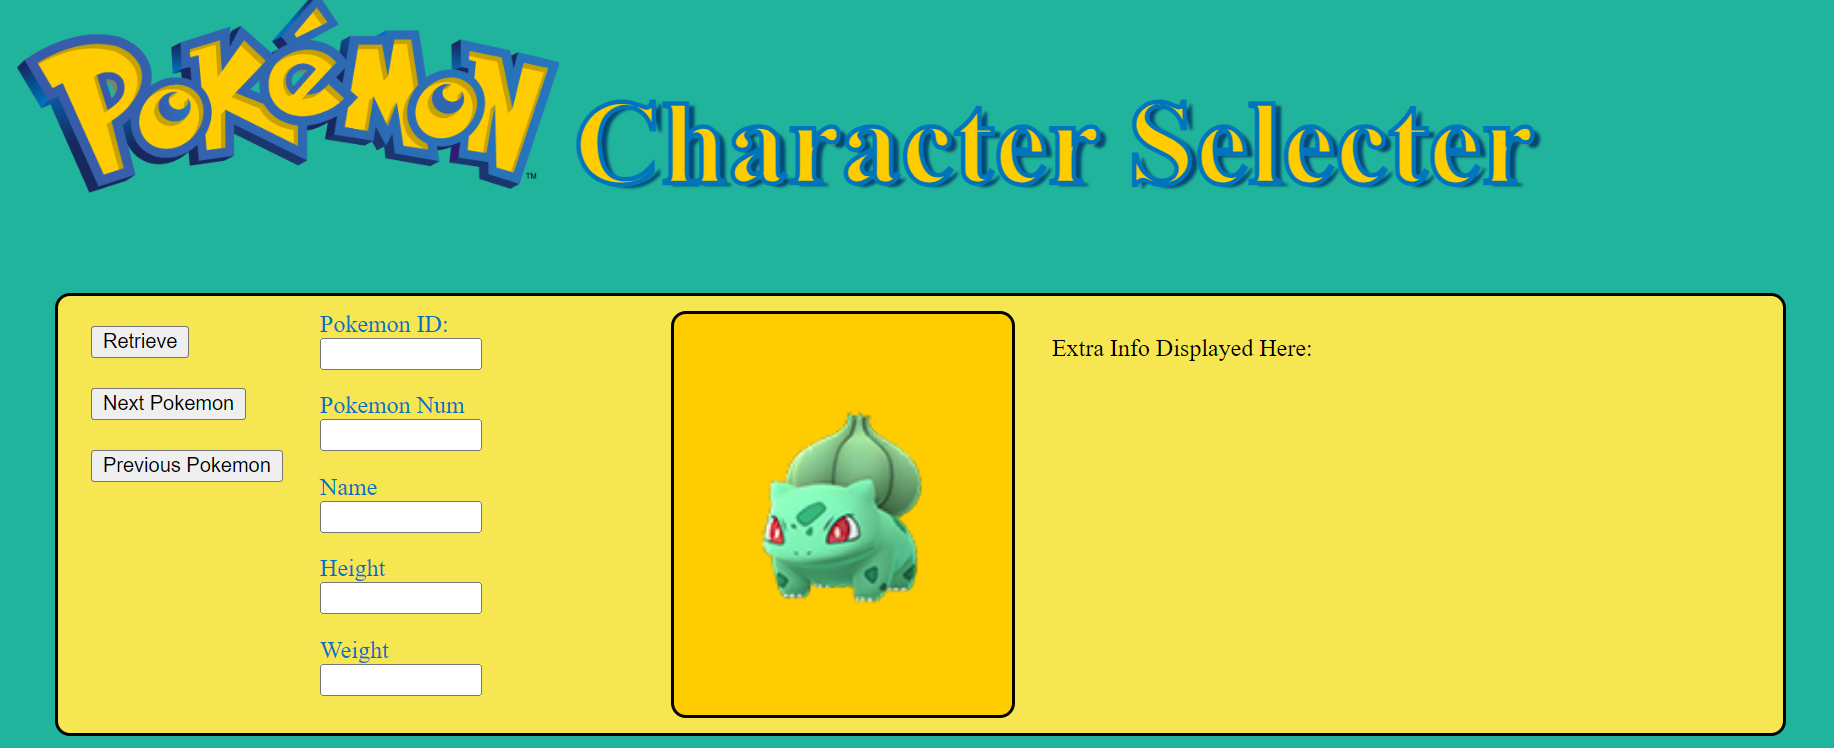 Pokémon™ Character Selecter
Retrieve
Next Pokemon
Previous Pokemon
Pokemon ID:
Pokemon Num
Name
Height
Weight
Extra Info Displayed Here: